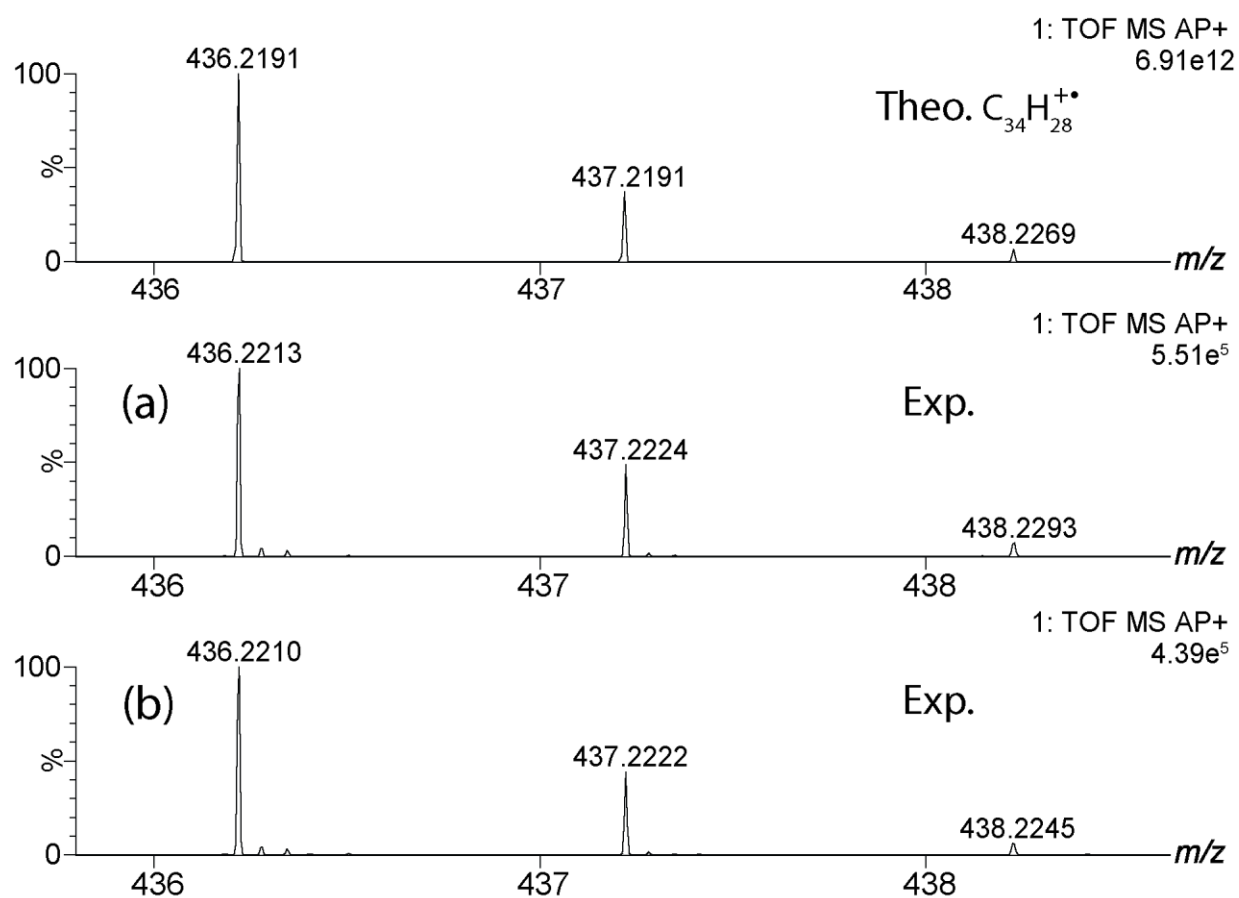 1: TOF MS AP+
6.91e12
436.2191
100
Theo. C₃₄H₂₈⁺•
%
437.2191
438.2269
0
m/z
436 437 438
1: TOF MS AP+
5.51e⁵
436.2213
100
(a)
Exp.
%
437.2224
438.2293
0
m/z
436 437 438
1: TOF MS AP+
4.39e⁵
436.2210
100
(b)
Exp.
%
437.2222
438.2245
0
m/z
436 437 438